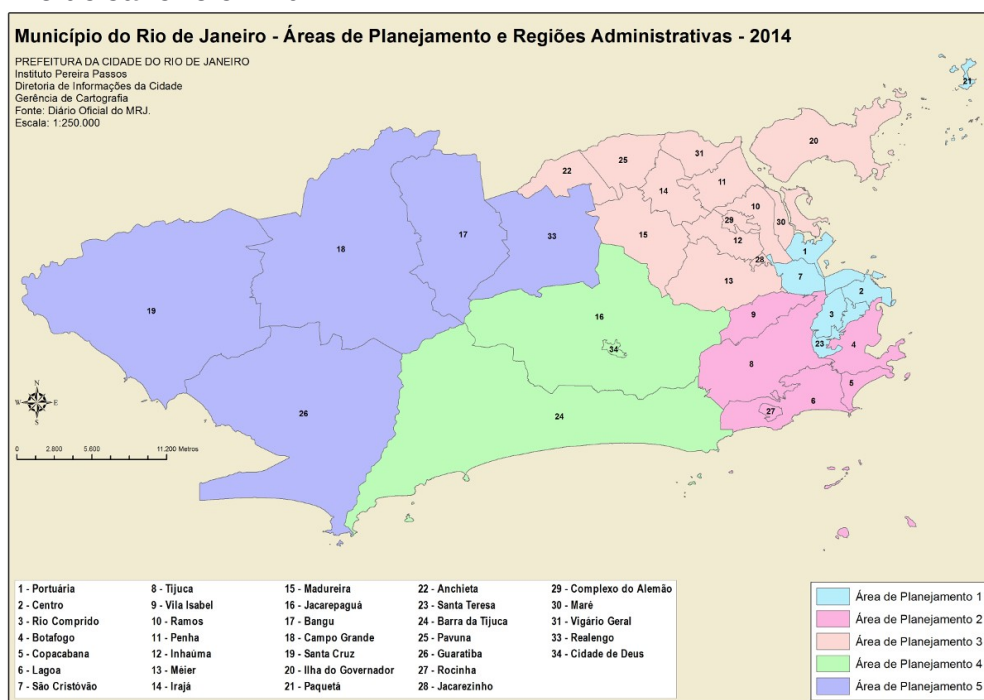 Município do Rio de Janeiro - Áreas de Planejamento e Regiões Administrativas - 2014
PREFEITURA DA CIDADE DO RIO DE JANEIRO
Instituto Pereira Passos
Diretoria de Informações da Cidade
Gerência de Cartografia
Fonte: Diário Oficial do MRJ.
Escala: 1:250.000
21
20
31
25
22
11
14
10
29
30
15
12
33
17
18
1
28
7
13
2
19
16
9
3
23
4
34
8
5
6
27
26
24
N
W
E
S
0 2.800 5.600 11.200 Metros
1 - Portuária
2 - Centro
3 - Rio Comprido
4 - Botafogo
5 - Copacabana
6 - Lagoa
7 - São Cristóvão
8 - Tijuca
9 - Vila Isabel
10 - Ramos
11 - Penha
12 - Inhaúma
13 - Méier
14 - Irajá
15 - Madureira
16 - Jacarepaguá
17 - Bangu
18 - Campo Grande
19 - Santa Cruz
20 - Ilha do Governador
21 - Paquetá
22 - Anchieta
23 - Santa Teresa
24 - Barra da Tijuca
25 - Pavuna
26 - Guaratiba
27 - Rocinha
28 - Jacarezinho
29 - Complexo do Alemão
30 - Maré
31 - Vigário Geral
33 - Realengo
34 - Cidade de Deus
Área de Planejamento 1
Área de Planejamento 2
Área de Planejamento 3
Área de Planejamento 4
Área de Planejamento 5